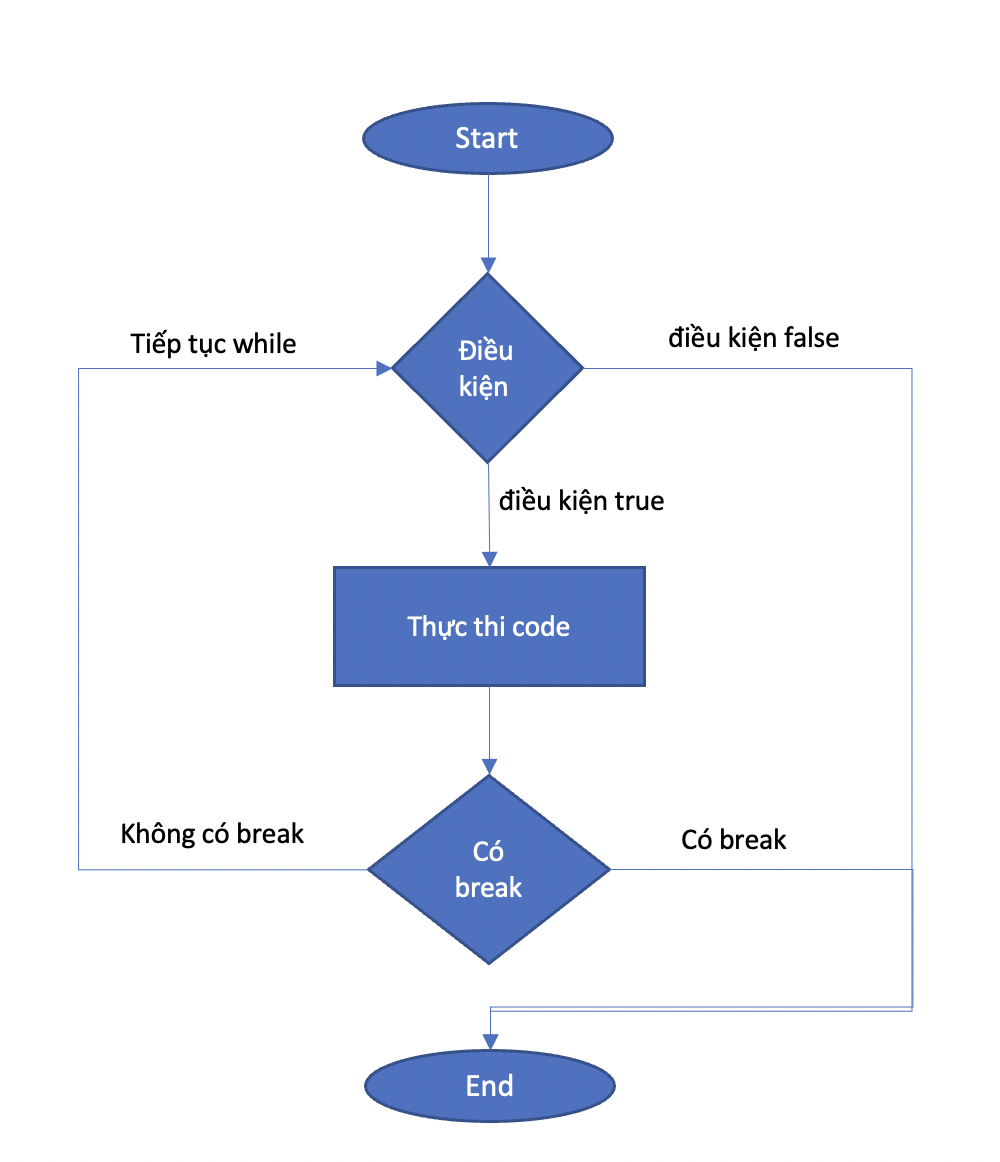 Start
Tiếp tục while
điều kiện false
Điều
kiện
điều kiện true
Thực thi code
Không có break
Có break
Có
break
End